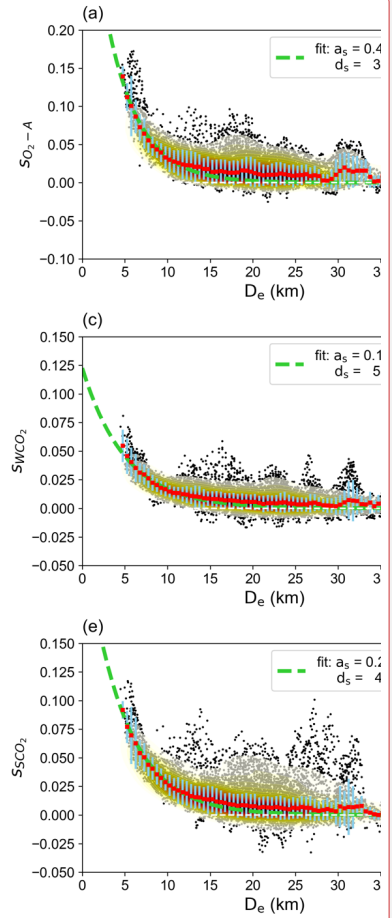 (a)
0.20
0.15
0.10
0.05
0.00
−0.05
−0.10
s_{O_2−A}
fit: a_s = 0.4
d_s = 3
0 5 10 15 20 25 30 3
D_e (km)
(c)
0.150
0.125
0.100
0.075
0.050
0.025
0.000
−0.025
−0.050
s_{WCO_2}
fit: a_s = 0.1
d_s = 5
0 5 10 15 20 25 30 3
D_e (km)
(e)
0.150
0.125
0.100
0.075
0.050
0.025
0.000
−0.025
−0.050
s_{SCO_2}
fit: a_s = 0.2
d_s = 4
0 5 10 15 20 25 30 3
D_e (km)